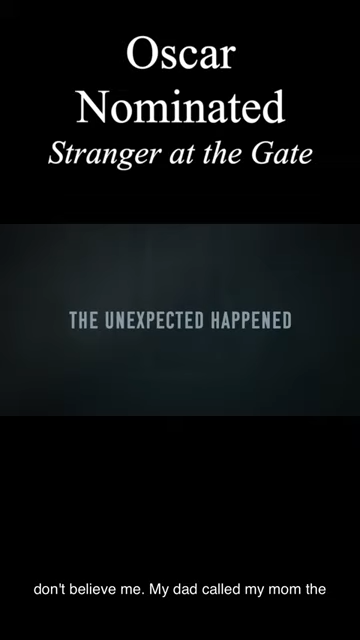 Oscar
Nominated
Stranger at the Gate
THE UNEXPECTED HAPPENED
don't believe me. My dad called my mom the